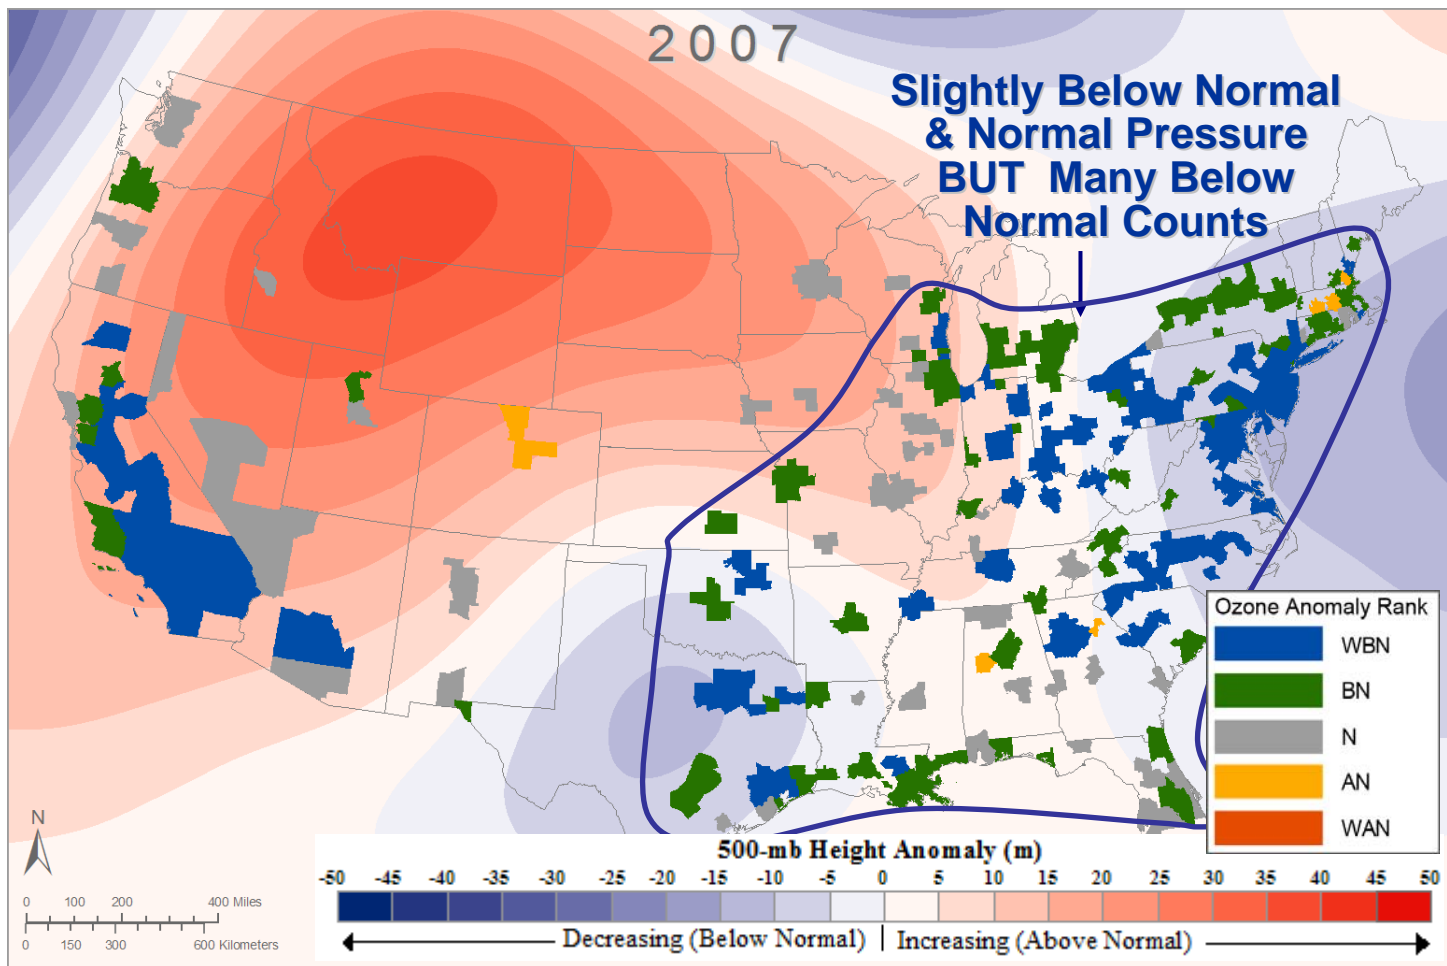 2007
Slightly Below Normal
& Normal Pressure
BUT Many Below
Normal Counts
Ozone Anomaly Rank
WBN
BN
N
AN
WAN
N
0 100 200 400 Miles
0 150 300 600 Kilometers
500-mb Height Anomaly (m)
-50 -45 -40 -35 -30 -25 -20 -15 -10 -5 0 5 10 15 20 25 30 35 40 45 50
Decreasing (Below Normal) Increasing (Above Normal)